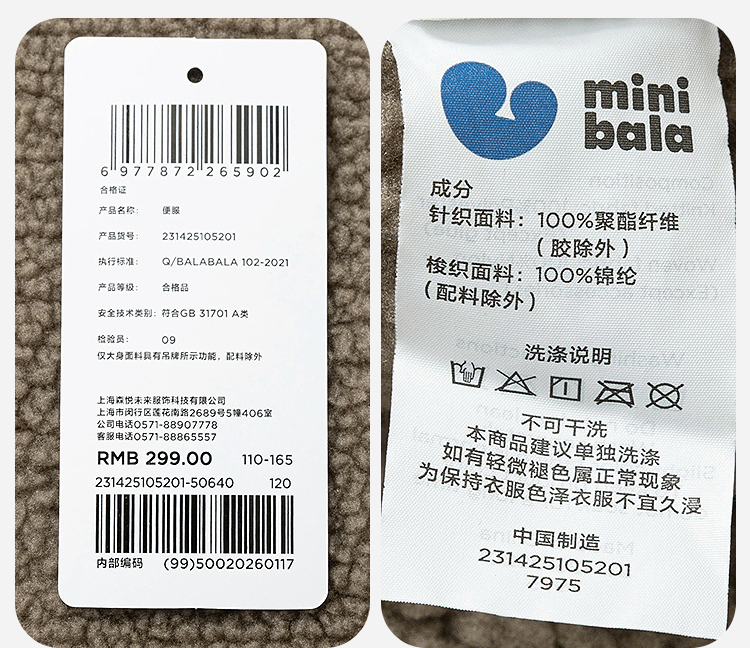 6 977872 265902
合格证
产品名称: 便服
产品货号: 231425105201
执行标准: Q/BALABALA 102-2021
产品等级: 合格品
安全技术类别: 符合GB 31701 A类
检验员: 09
仅大身面料具有吊牌所示功能，配料除外
上海森悦未来服饰科技有限公司
上海市闵行区莲花南路2689号5幢406室
公司电话0571-88907778
客服电话0571-88865557
RMB 299.00 110-165
231425105201-50640 120
内部编码 (99)50020260117
mini
bala
成分
针织面料: 100%聚酯纤维
(胶除外)
梭织面料: 100%锦纶
(配料除外)
洗涤说明
不可干洗
本商品建议单独洗涤
如有轻微褪色属正常现象
为保持衣服色泽衣服不宜久浸
中国制造
231425105201
7975